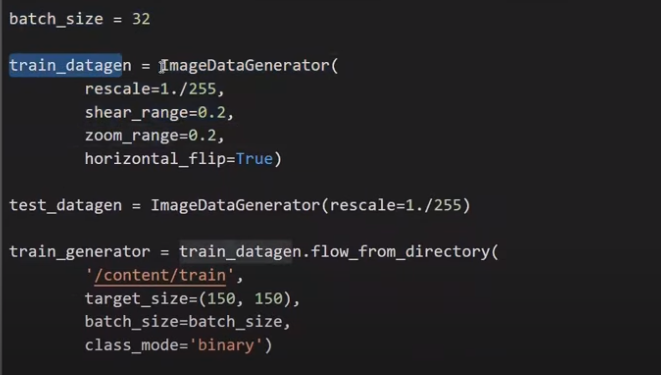 batch_size = 32
train_datagen = ImageDataGenerator(
rescale=1./255,
shear_range=0.2,
zoom_range=0.2,
horizontal_flip=True)
test_datagen = ImageDataGenerator(rescale=1./255)
train_generator = train_datagen.flow_from_directory(
'/content/train',
target_size=(150, 150),
batch_size=batch_size,
class_mode='binary')